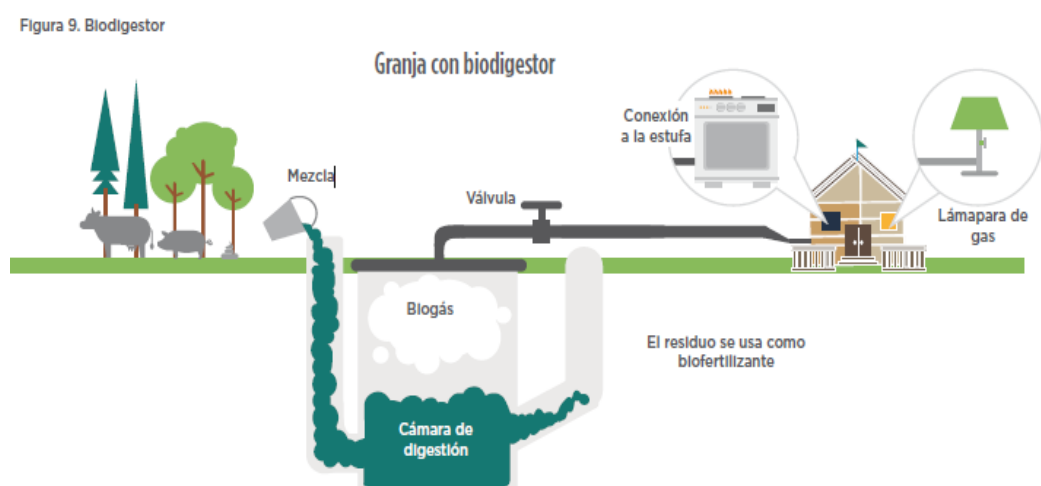 Figura 9. Biodigestor
Granja con biodigestor
Conexión
a la estufa
Mezcla
Válvula
Lámapara de
gas
Biogás
El residuo se usa como
biofertilizante
Cámara de
digestión